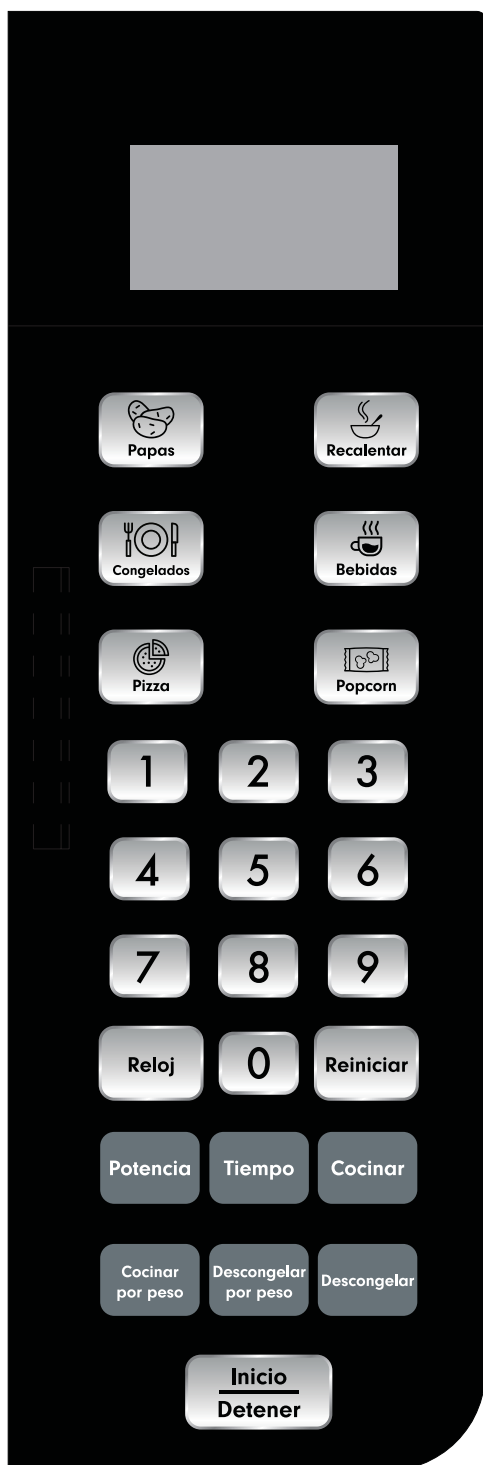 Papas
Recalentar
Congelados
Bebidas
Pizza
Popcorn
1 2 3
4 5 6
7 8 9
Reloj 0 Reiniciar
Potencia Tiempo Cocinar
Cocinar
por peso
Descongelar
por peso
Descongelar
Inicio
Detener